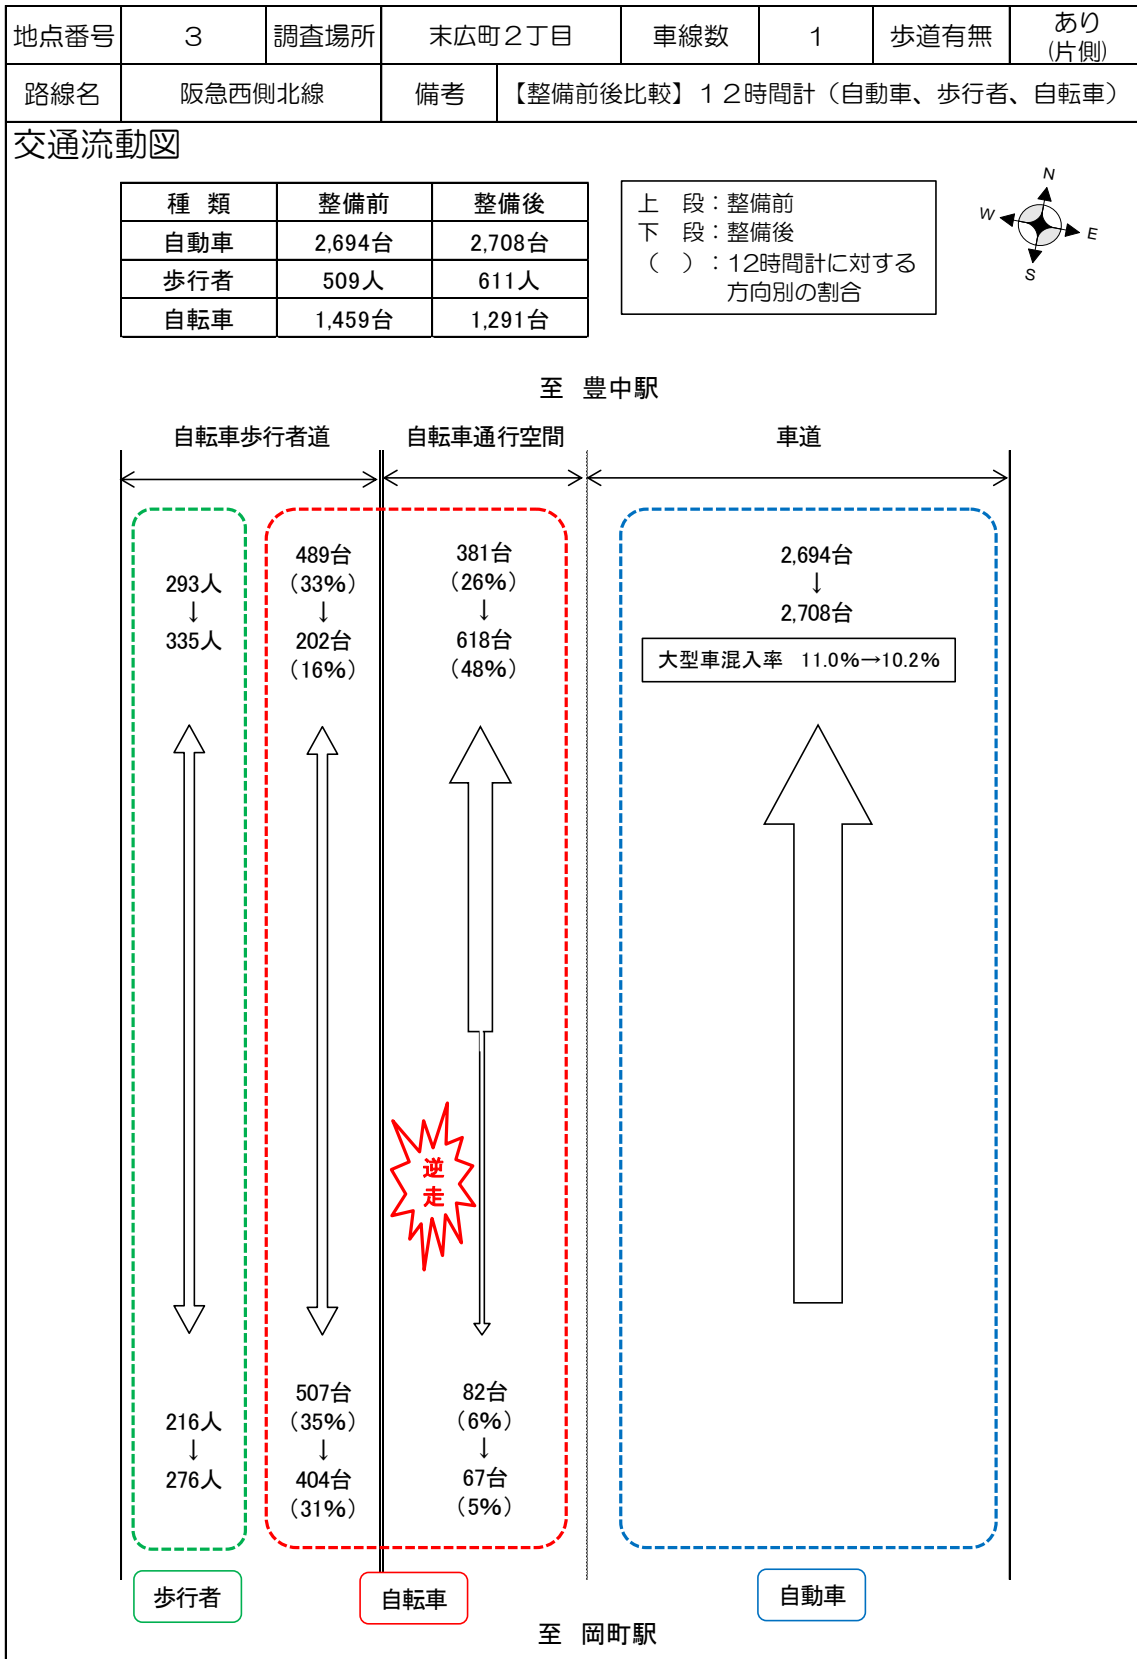 地点番号 3 調査場所 末広町2丁目 車線数 1 歩道有無 あり
(片側)
路線名 阪急西側北線 備考 【整備前後比較】12時間計（自動車、歩行者、自転車）
交通流動図
種 類 整備前 整備後
自動車 2,694台 2,708台
歩行者 509人 611人
自転車 1,459台 1,291台
上 段：整備前
下 段：整備後
（ ）：12時間計に対する
方向別の割合
N
W
E
S
至 豊中駅
自転車歩行者道 自転車通行空間 車道
293人
↓
335人
489台
（33%）
↓
202台
（16%）
381台
（26%）
↓
618台
（48%）
2,694台
↓
2,708台
大型車混入率 11.0%→10.2%
逆
走
216人
↓
276人
507台
（35%）
↓
404台
（31%）
82台
（6%）
↓
67台
（5%）
歩行者 自転車 自動車
至 岡町駅